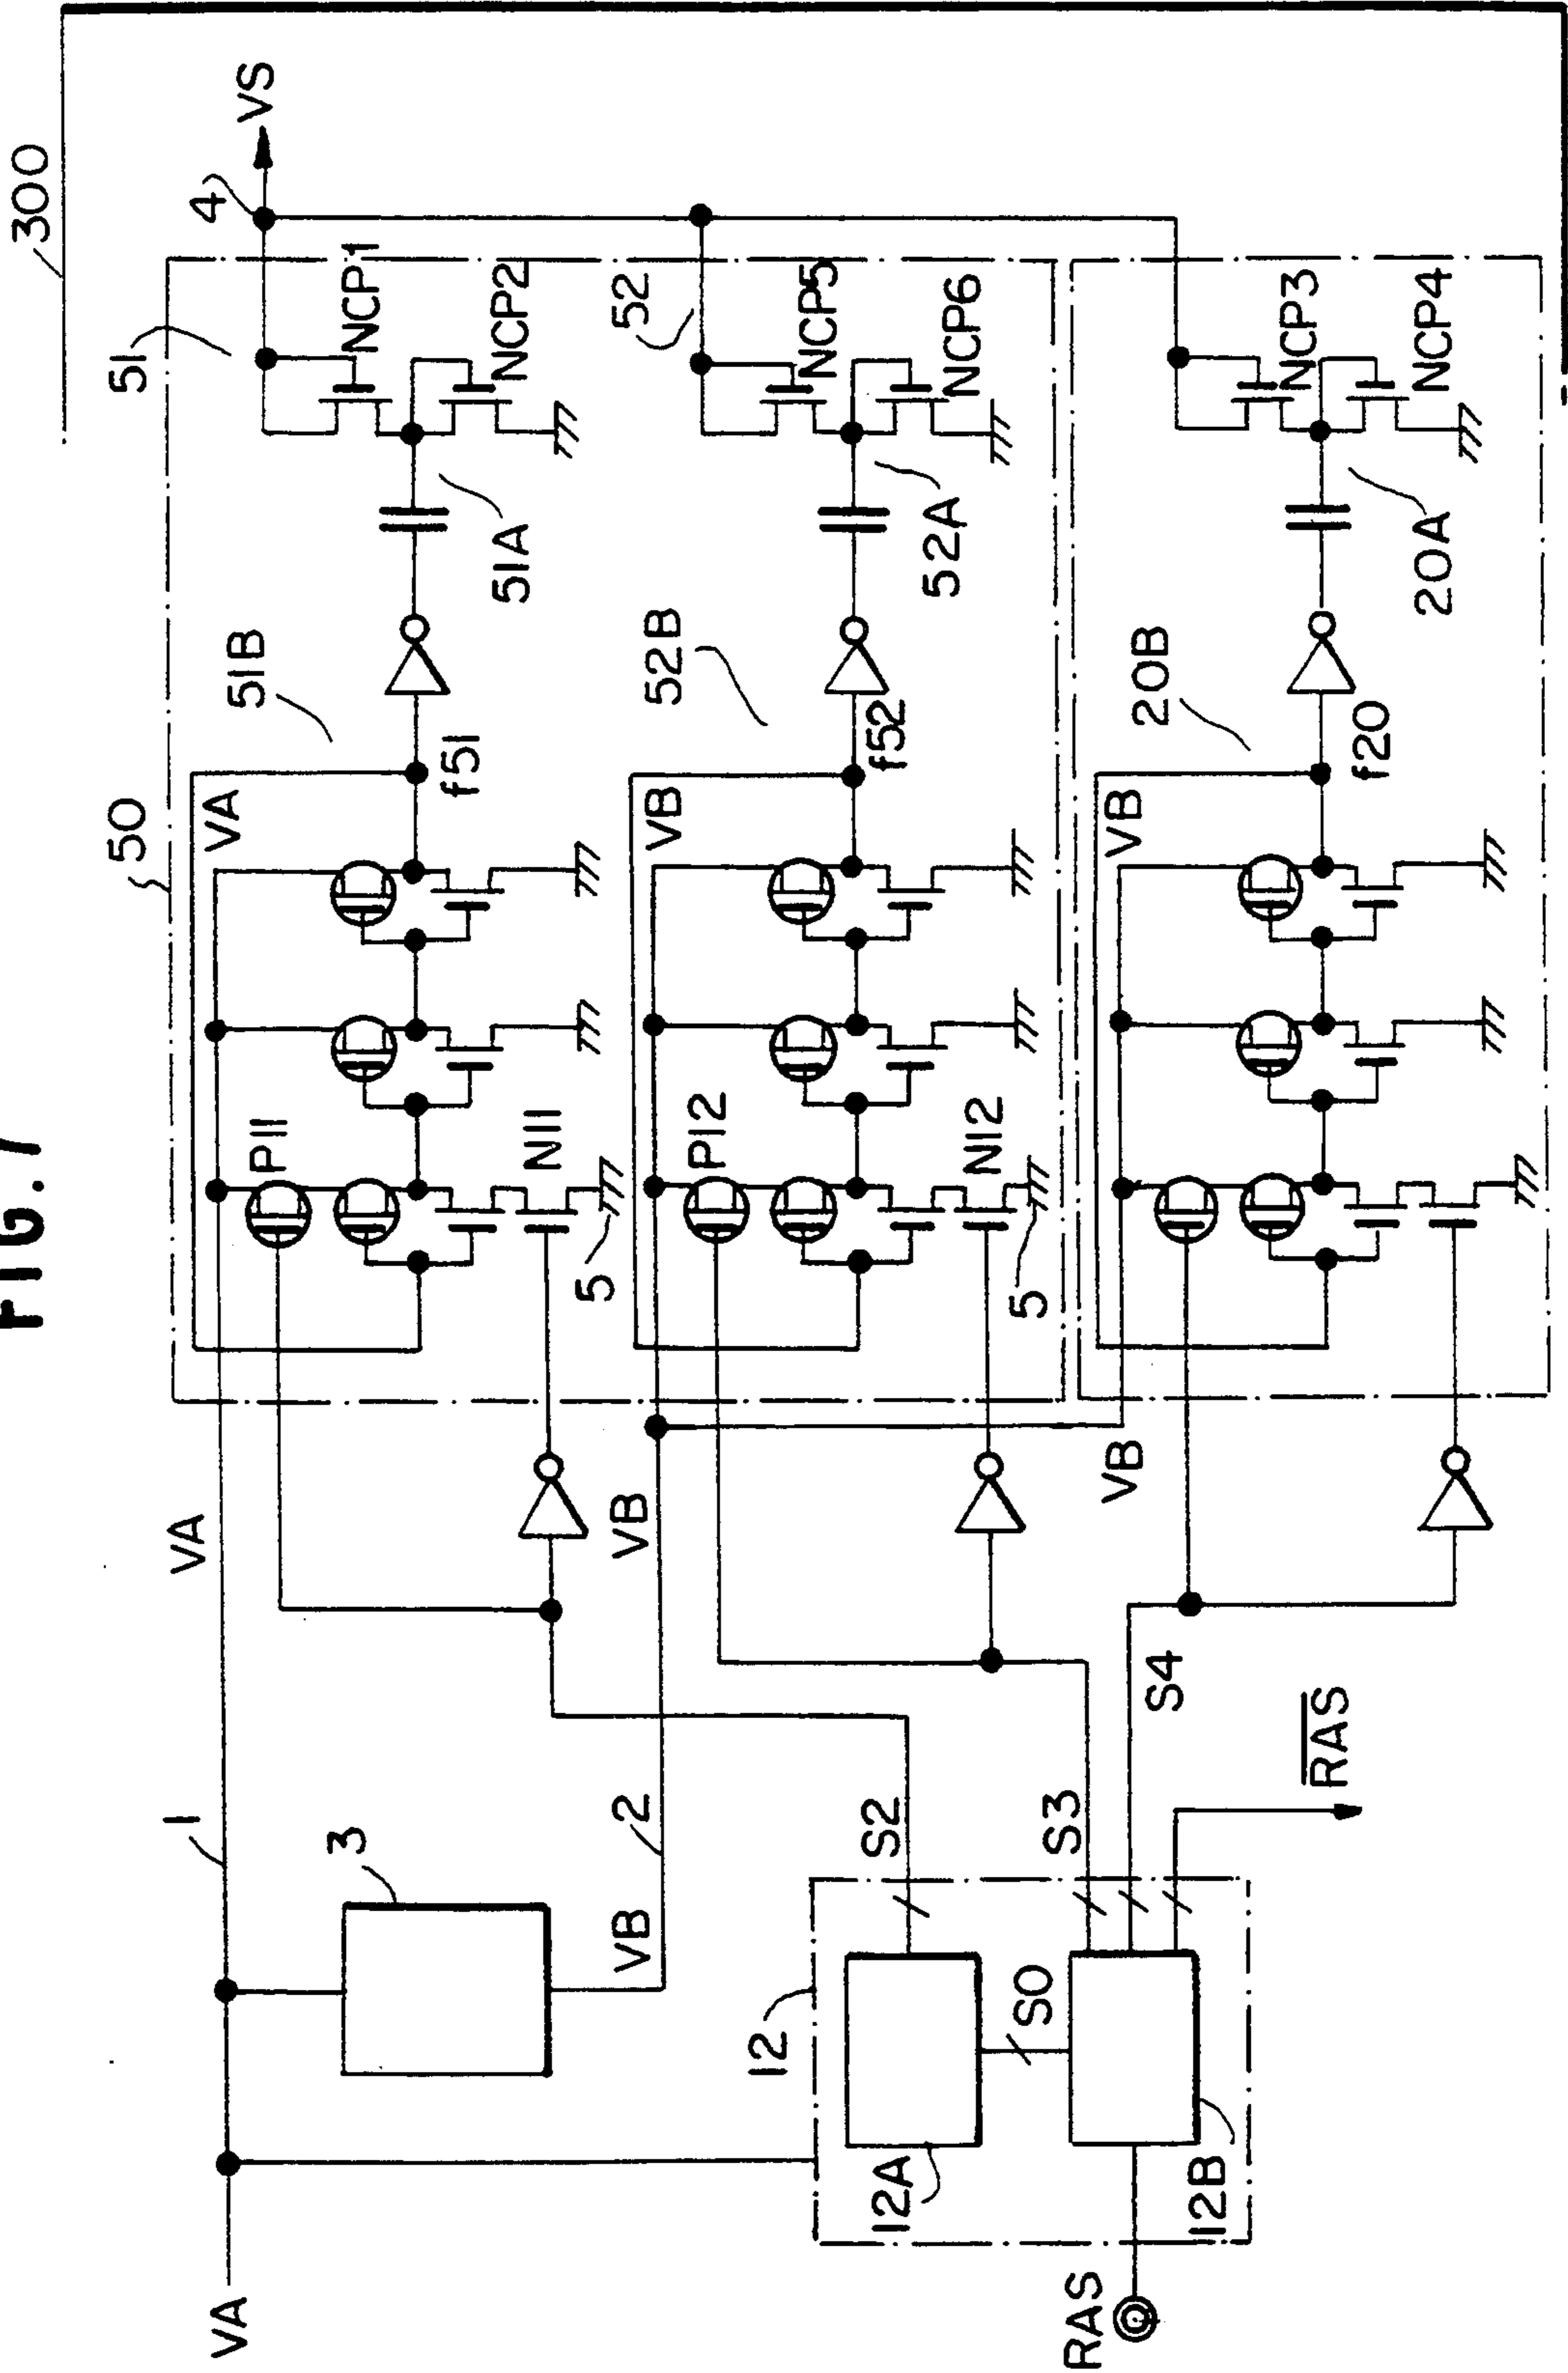 FIG. 7
300
VS
4
51
NCP1
NCP2
52
NCP5
NCP6
NCP3
NCP4
51A
52A
20A
51B
52B
20B
50
VA
f51
VB
f52
VB
f20
P11
N11
5
P12
N12
5
VA
VB
VB
1
3
2
VB
S2
S3
S4
RAS
12
S0
12A
12B
VA
RAS